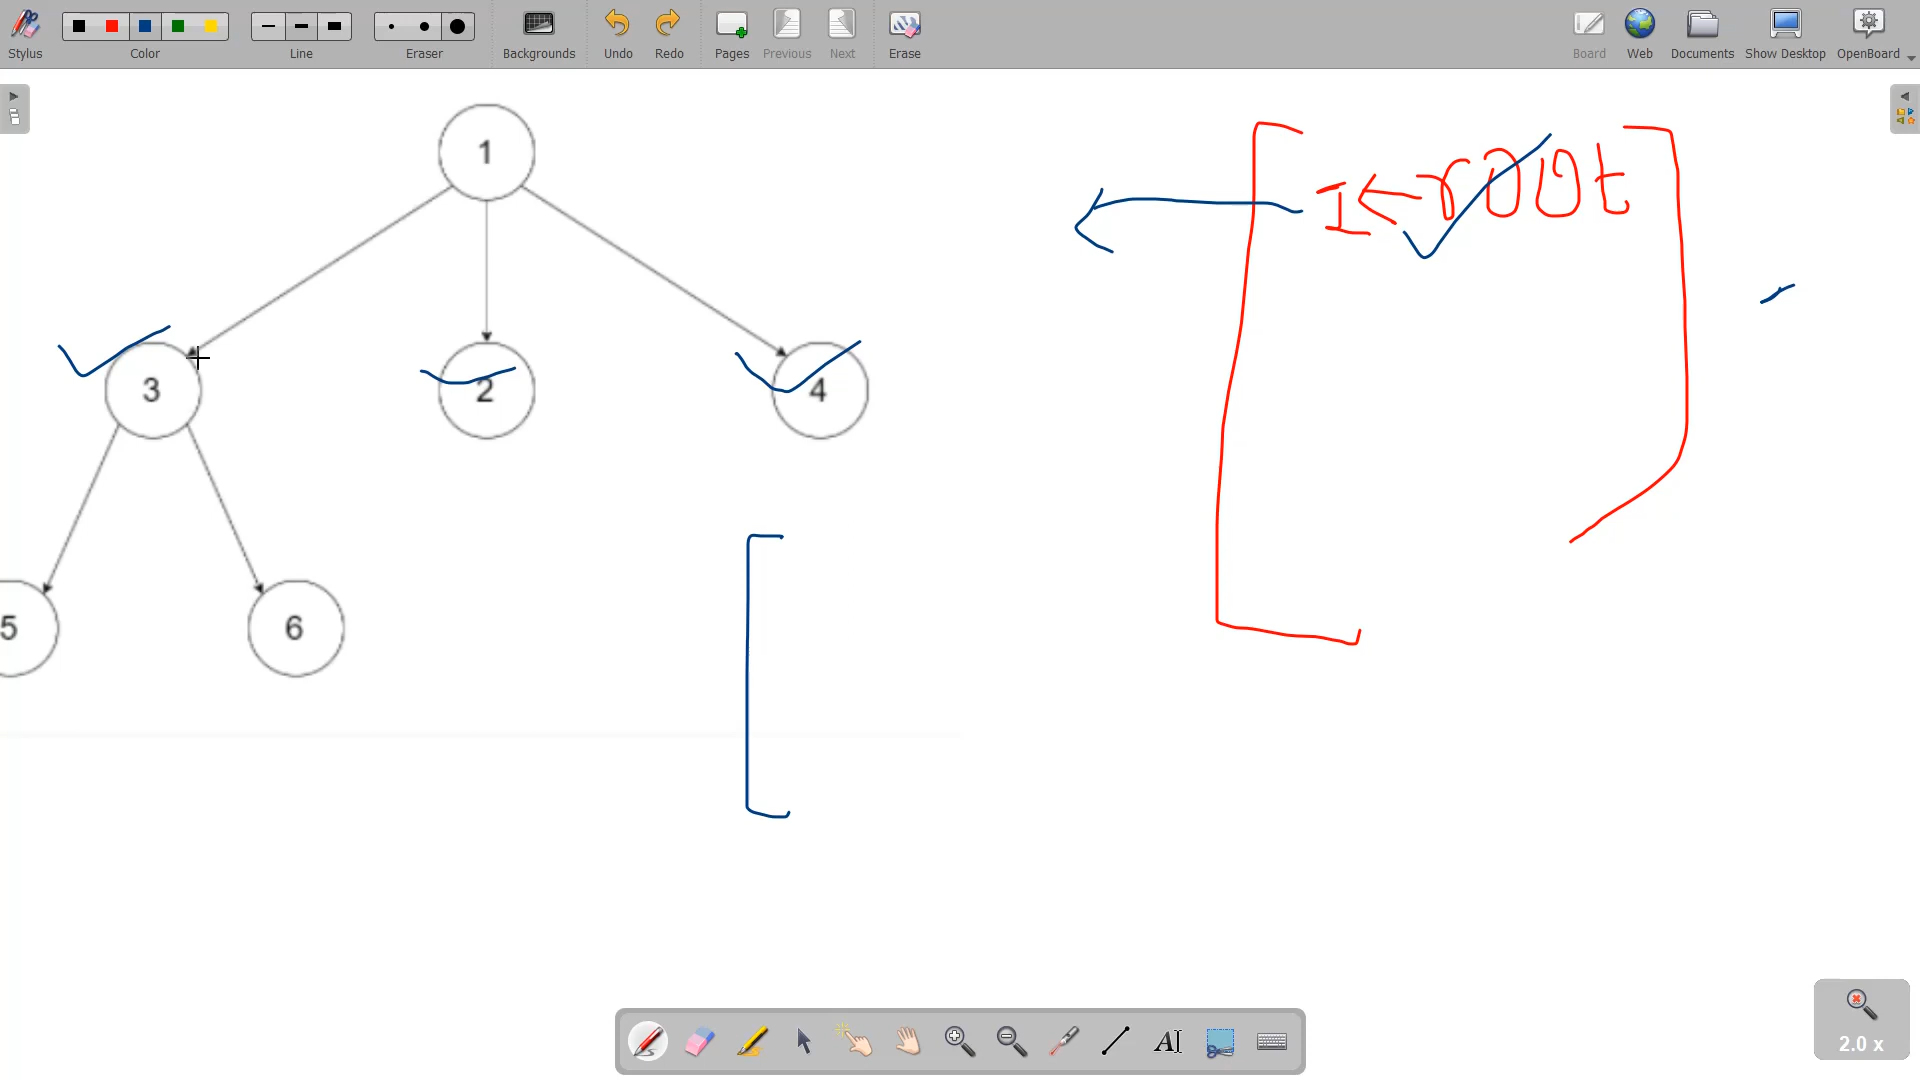 Stylus Color Line Eraser Backgrounds Undo Redo Pages Previous Next Erase Board Web Documents Show Desktop OpenBoard
1
I←root
3 2 4
5 6
AI
2.0 x